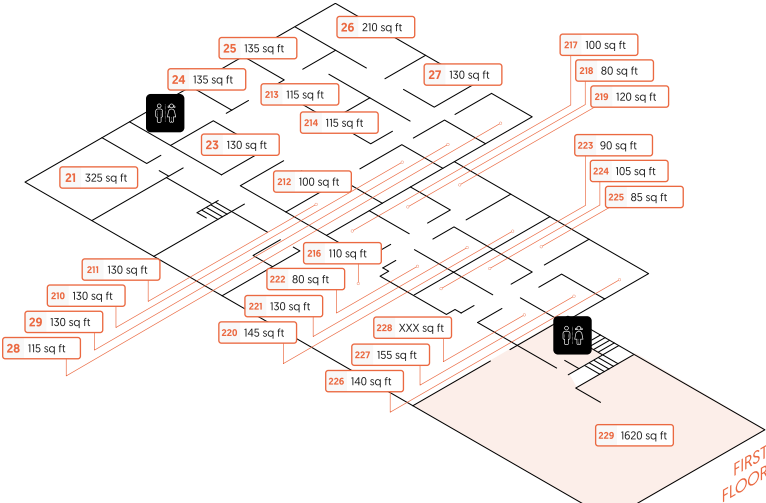 26 210 sq ft
25 135 sq ft
217 100 sq ft
218 80 sq ft
24 135 sq ft
27 130 sq ft
213 115 sq ft
219 120 sq ft
214 115 sq ft
23 130 sq ft
223 90 sq ft
224 105 sq ft
21 325 sq ft
212 100 sq ft
225 85 sq ft
216 110 sq ft
211 130 sq ft
222 80 sq ft
210 130 sq ft
221 130 sq ft
29 130 sq ft
220 145 sq ft
228 XXX sq ft
28 115 sq ft
227 155 sq ft
226 140 sq ft
229 1620 sq ft
FIRST
FLOOR